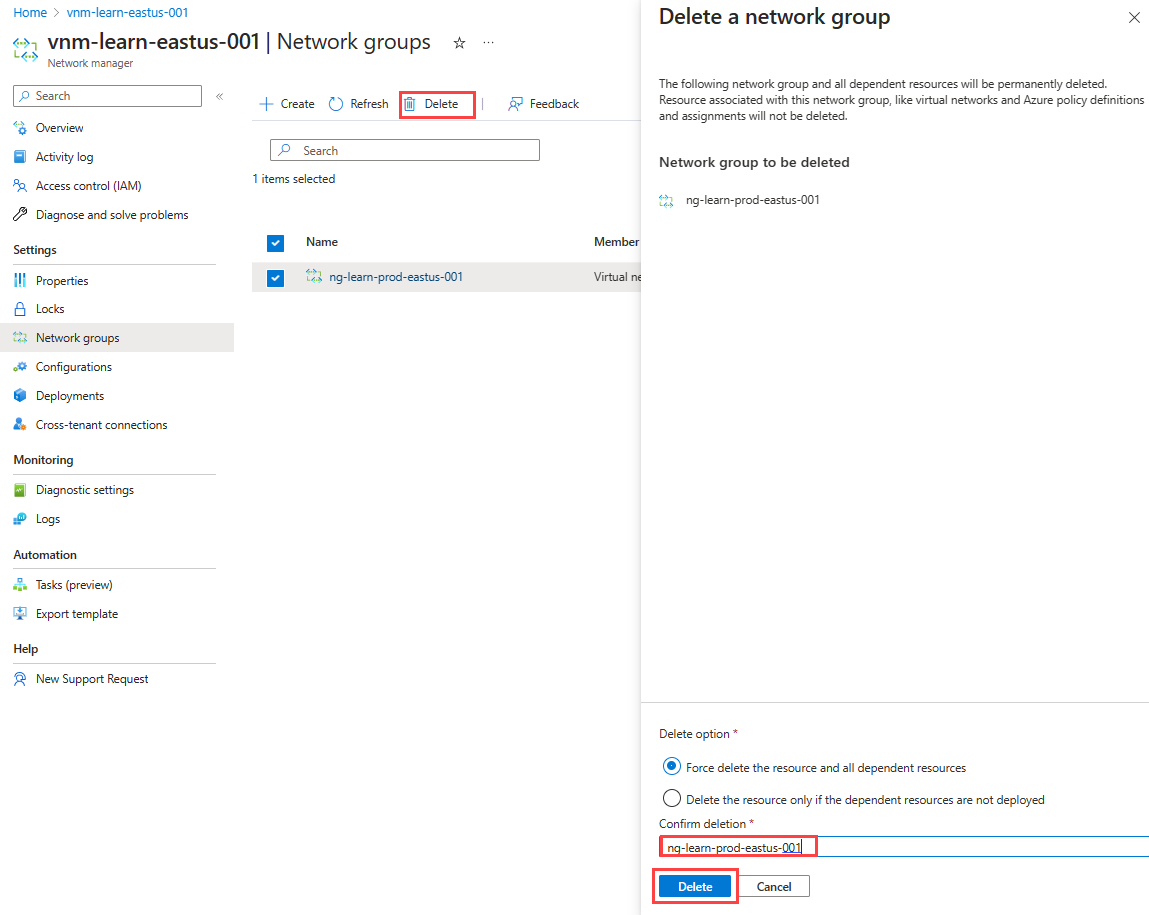 Home > vnm-learn-eastus-001
vnm-learn-eastus-001 | Network groups
Network manager
Search
Overview
Activity log
Access control (IAM)
Diagnose and solve problems
Settings
Properties
Locks
Network groups
Configurations
Deployments
Cross-tenant connections
Monitoring
Diagnostic settings
Logs
Automation
Tasks (preview)
Export template
Help
New Support Request
Create Refresh Delete | Feedback
Search
1 items selected
Name Member
ng-learn-prod-eastus-001 Virtual ne
Delete a network group
The following network group and all dependent resources will be permanently deleted.
Resource associated with this network group, like virtual networks and Azure policy definitions
and assignments will not be deleted.
Network group to be deleted
ng-learn-prod-eastus-001
Delete option *
Force delete the resource and all dependent resources
Delete the resource only if the dependent resources are not deployed
Confirm deletion *
ng-learn-prod-eastus-001
Delete Cancel